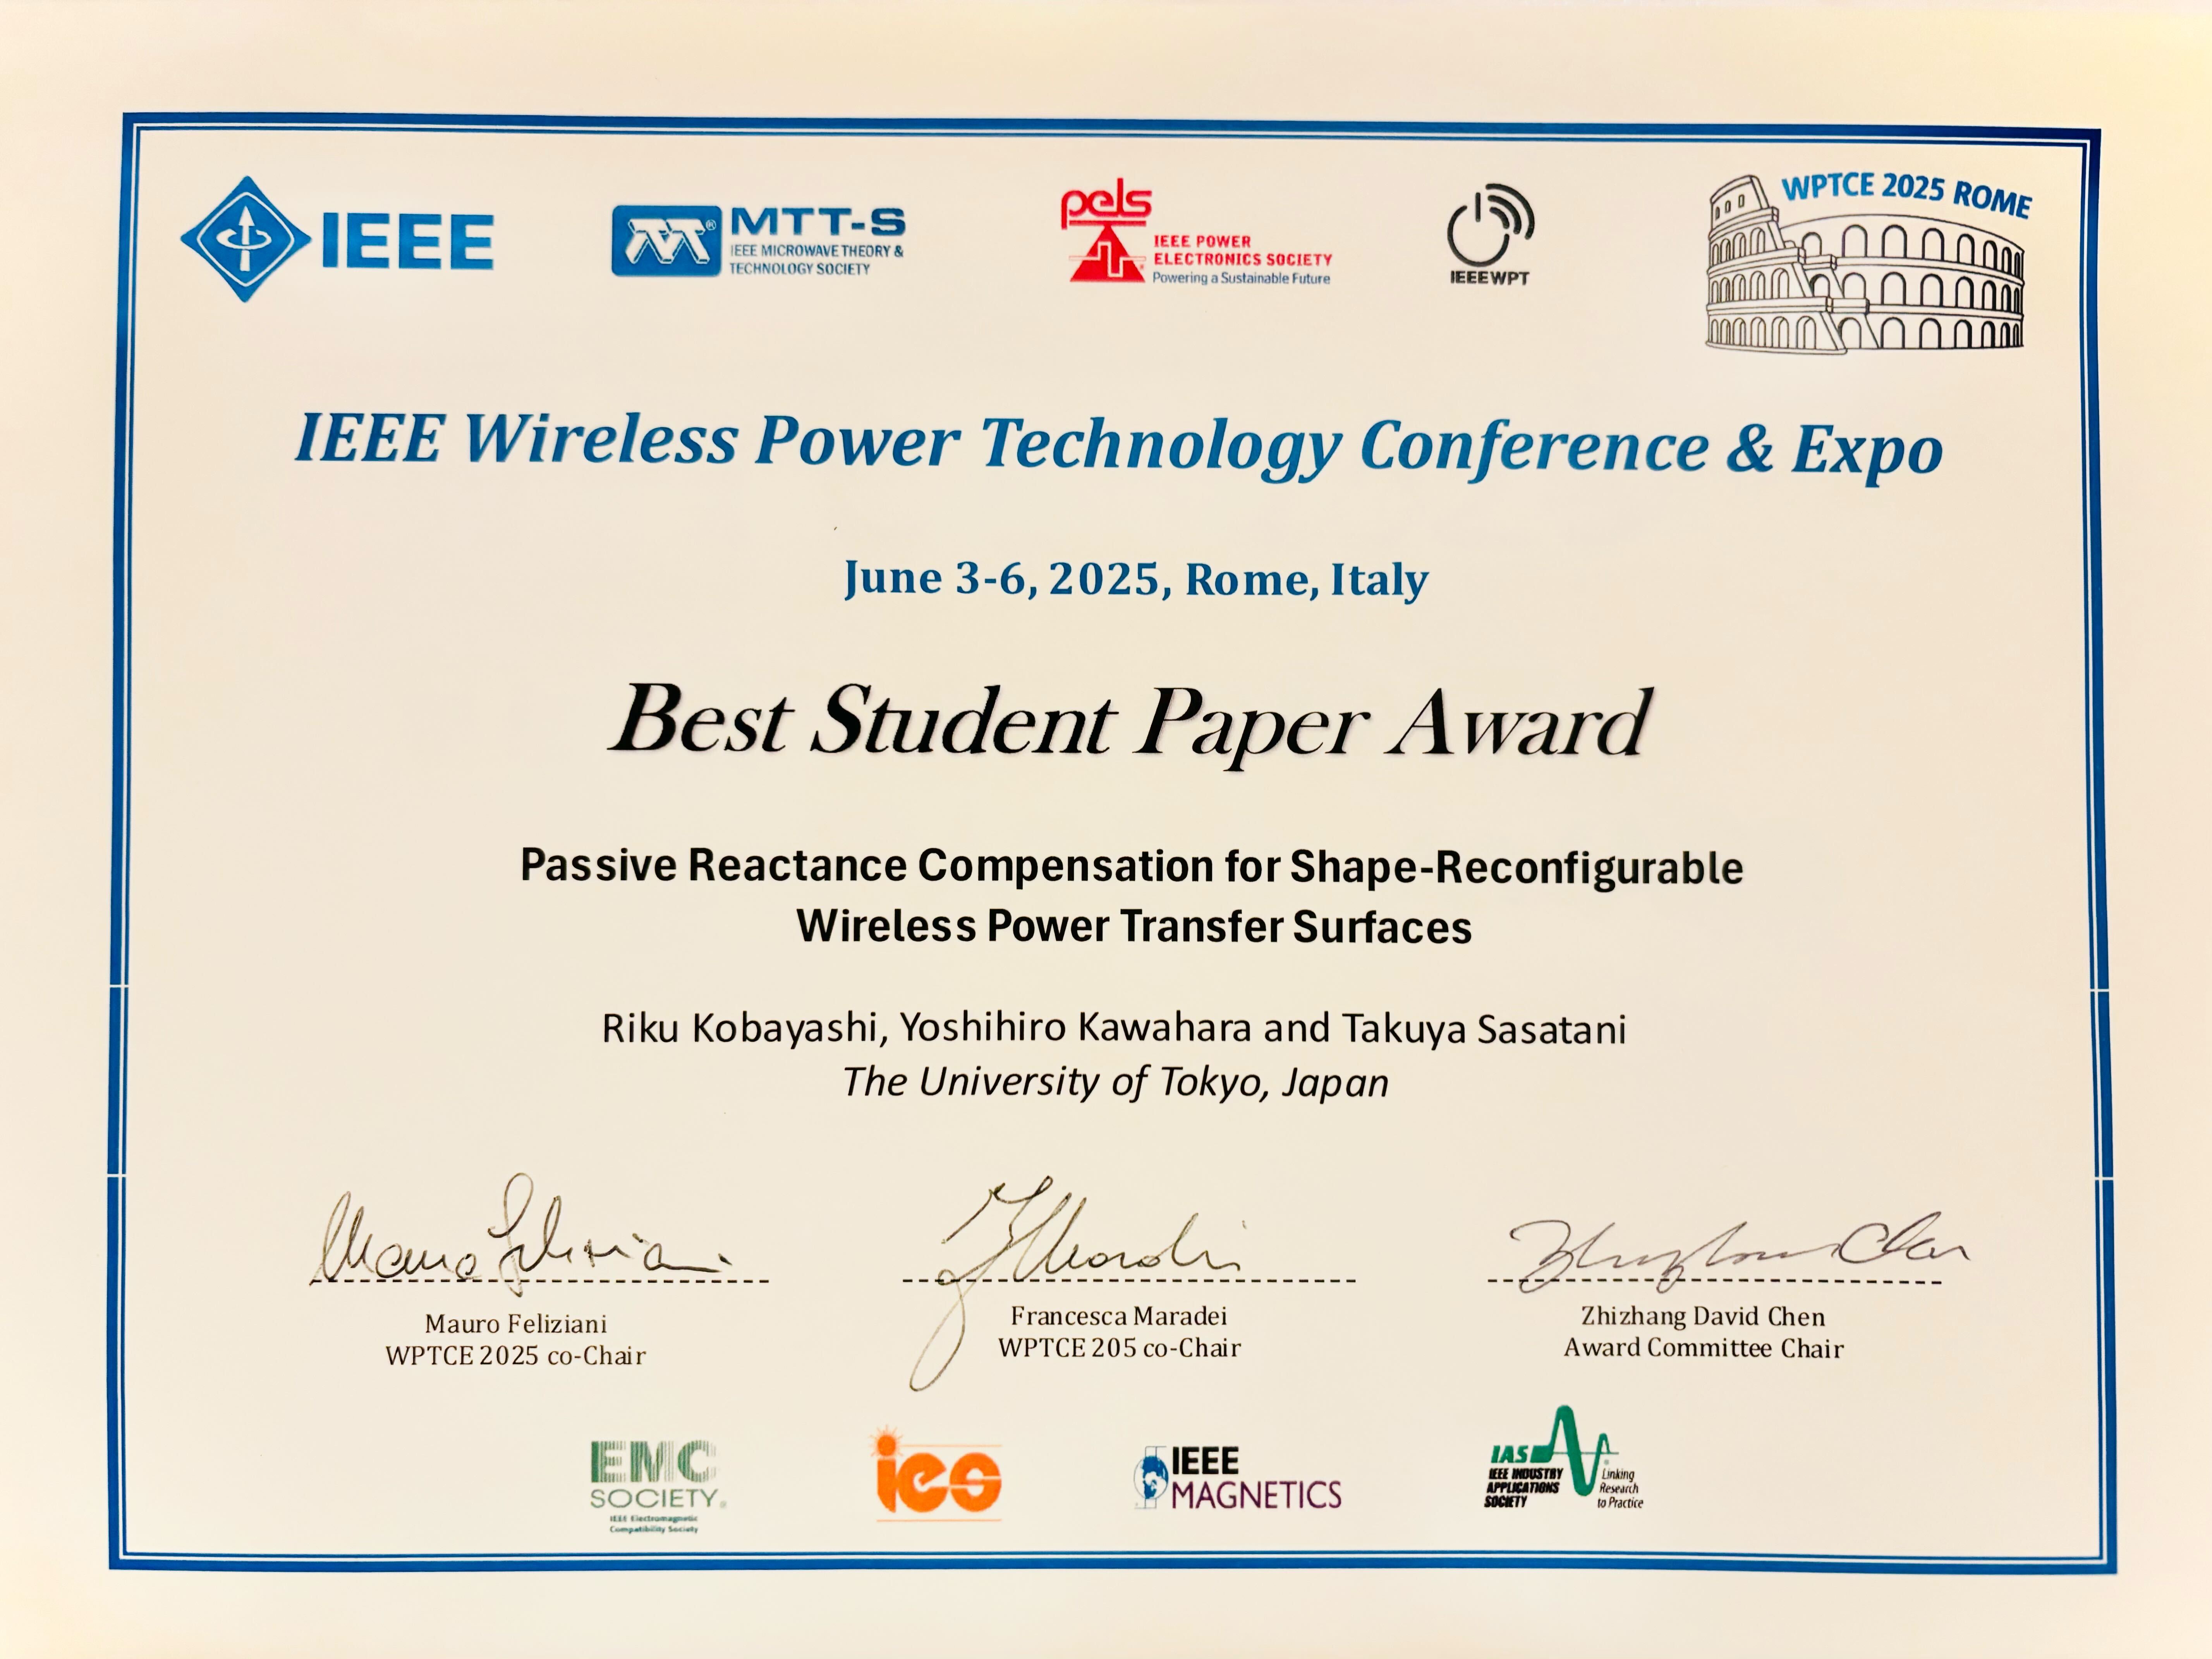 IEEE
MTT-S
IEEE MICROWAVE THEORY &
TECHNOLOGY SOCIETY
pels
IEEE POWER
ELECTRONICS SOCIETY
Powering a Sustainable Future
IEEEWPT
WPTCE 2025 ROME
IEEE Wireless Power Technology Conference & Expo
June 3-6, 2025, Rome, Italy
Best Student Paper Award
Passive Reactance Compensation for Shape-Reconfigurable
Wireless Power Transfer Surfaces
Riku Kobayashi, Yoshihiro Kawahara and Takuya Sasatani
The University of Tokyo, Japan
Mauro Feliziani
WPTCE 2025 co-Chair
Francesca Maradei
WPTCE 205 co-Chair
Zhizhang David Chen
Award Committee Chair
EMC
SOCIETY®
IEEE Electromagnetic
Compatibility Society
ies
IEEE
MAGNETICS
IAS
IEEE INDUSTRY
APPLICATIONS
SOCIETY
Linking
Research
to Practice